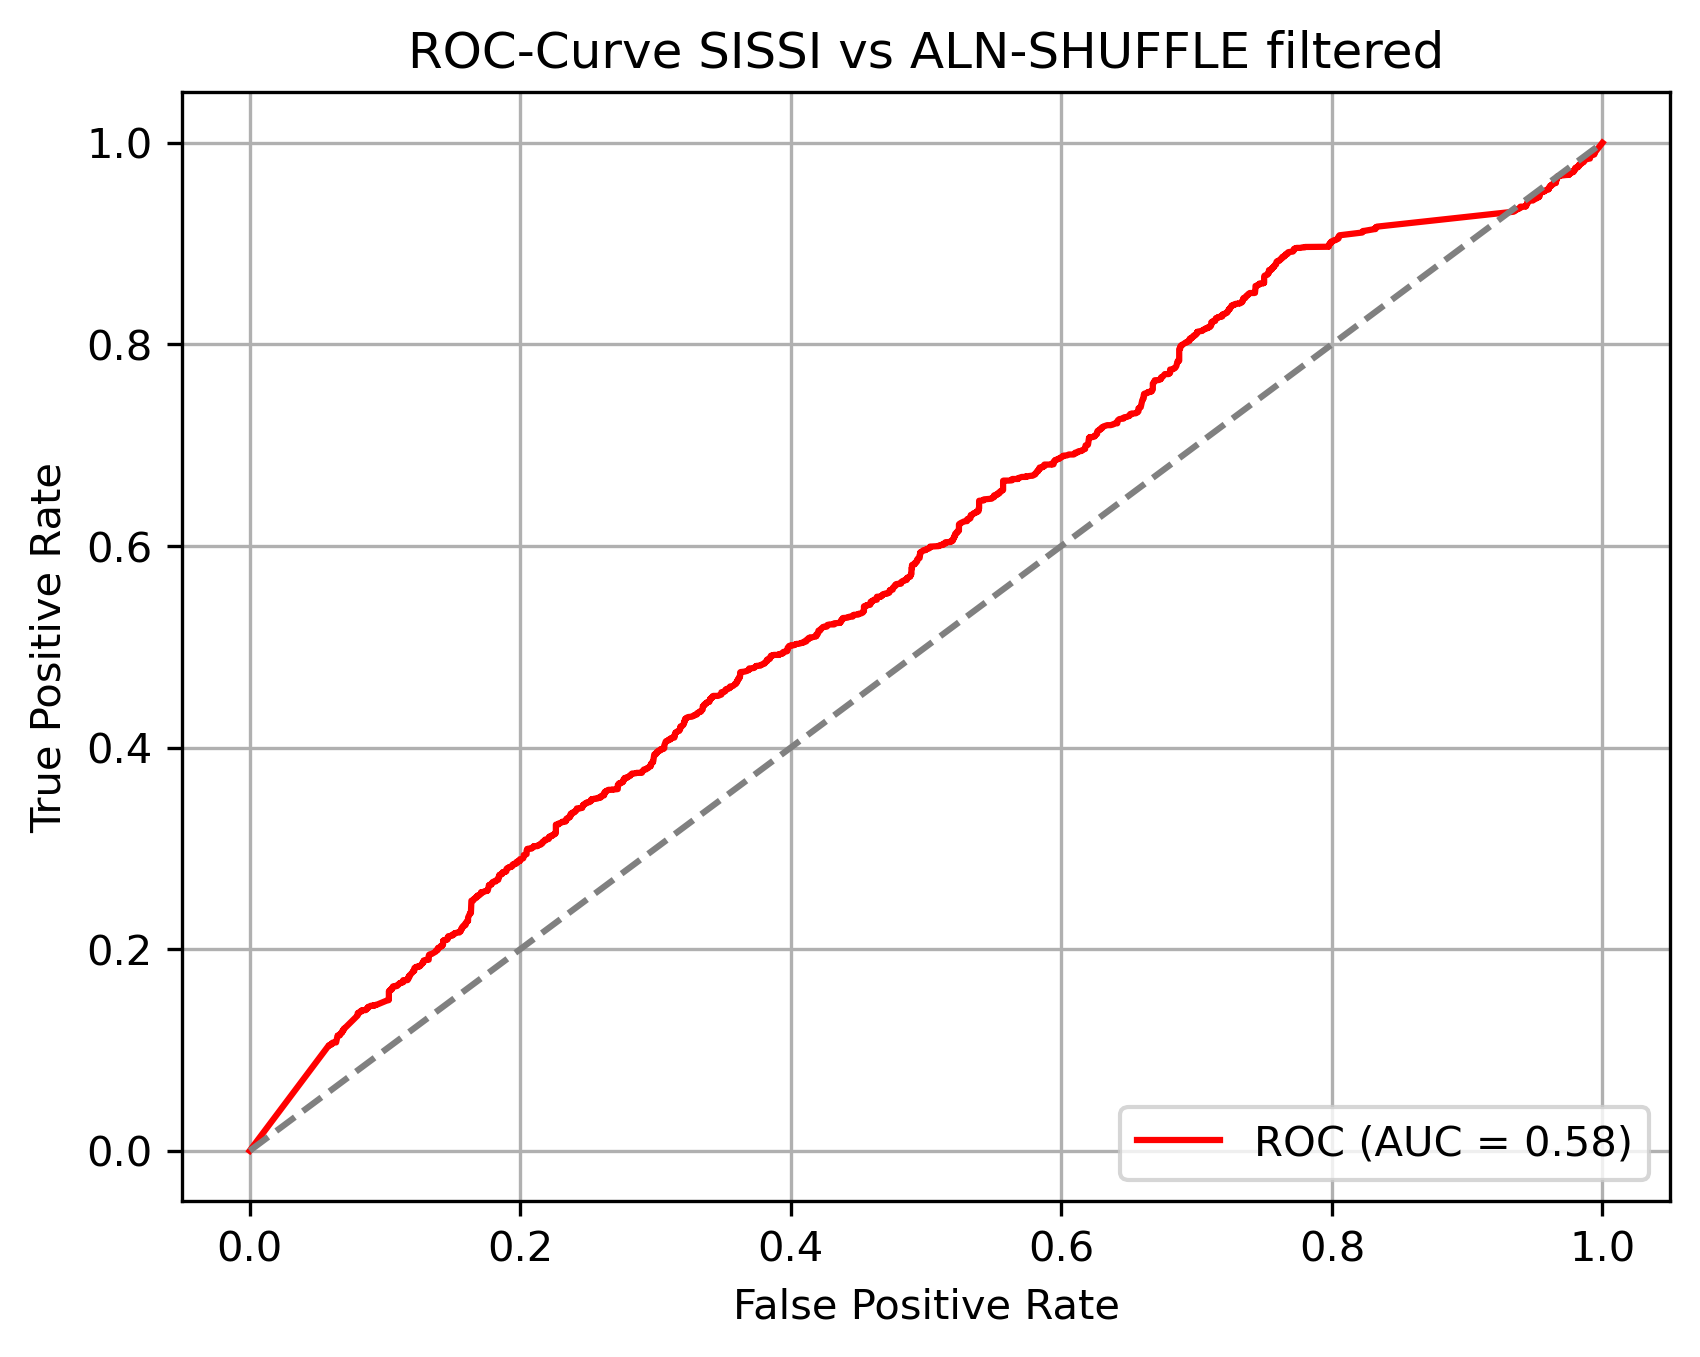 ROC-Curve SISSI vs ALN-SHUFFLE filtered
1.0
0.8
0.6
0.4
0.2
0.0
True Positive Rate
ROC (AUC = 0.58)
0.0 0.2 0.4 0.6 0.8 1.0
False Positive Rate